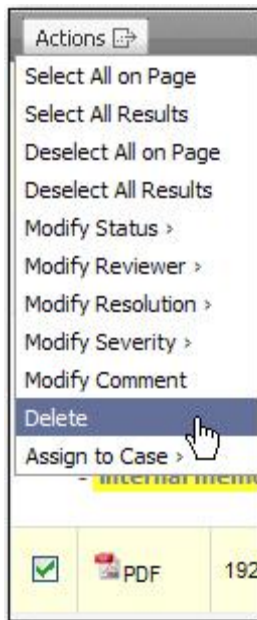 Actions
Select All on Page
Select All Results
Deselect All on Page
Deselect All Results
Modify Status >
Modify Reviewer >
Modify Resolution >
Modify Severity >
Modify Comment
Delete
Assign to Case >
PDF 192